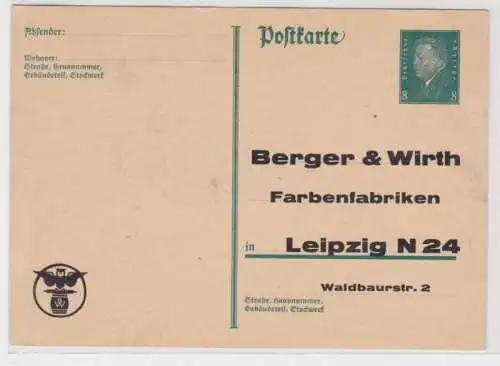 Absender:
Wohnort:
Straße, Hausnummer,
Gebäudeteil, Stockwerk
Postkarte
Deutsches Reich
8 8
Berger & Wirth
Farbenfabriken
in Leipzig N 24
Waldbaurstr. 2
Straße, Hausnummer,
Gebäudeteil, Stockwerk
W